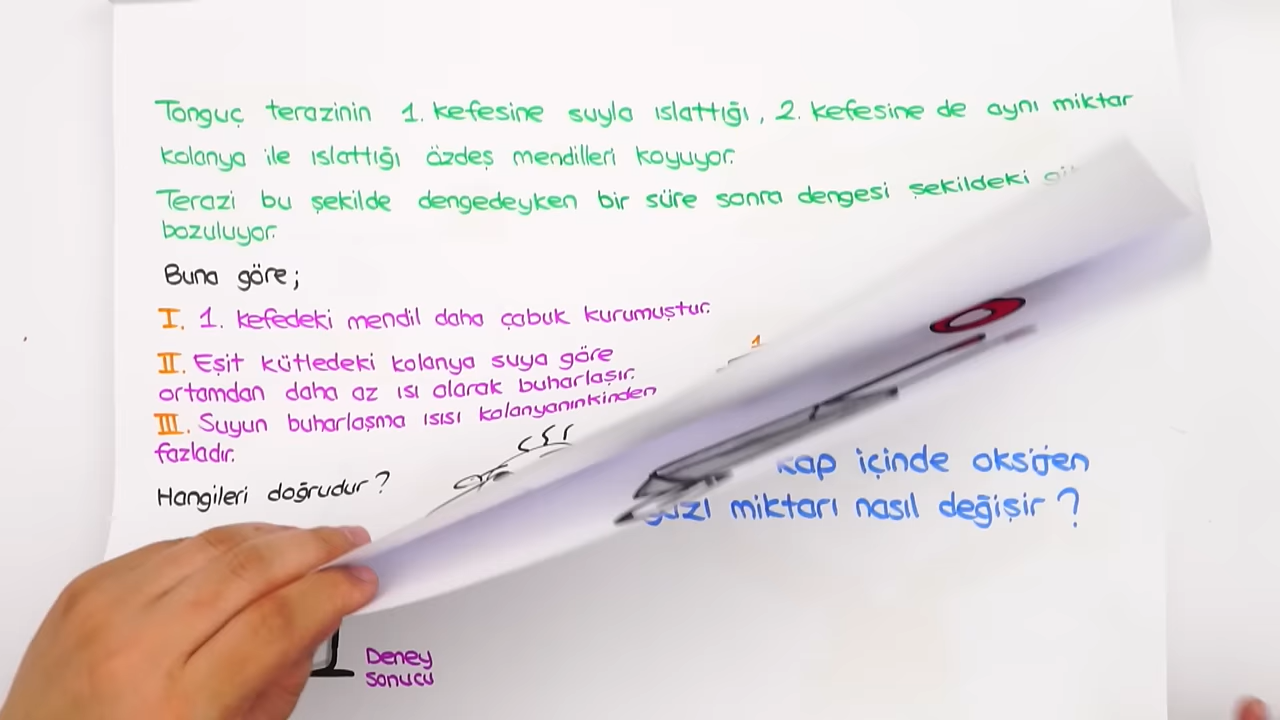 Tonguç terazinin 1. kefesine suyla ıslattığı, 2. kefesine de aynı miktar
kolanya ile ıslattığı özdeş mendilleri koyuyor.
Terazi bu şekilde dengedeyken bir süre sonra dengesi şekildeki
bozuluyor.
Buna göre;
I. 1. kefedeki mendil daha çabuk kurumuştur.
II. Eşit kütledeki kolanya suya göre
ortamdan daha az ısı alarak buharlaşır.
III. Suyun buharlaşma ısısı kolanyanınkinden
fazladır.
Hangileri doğrudur?
1
kap içinde oksijen
miktarı nasıl değişir?
Deney
sonucu